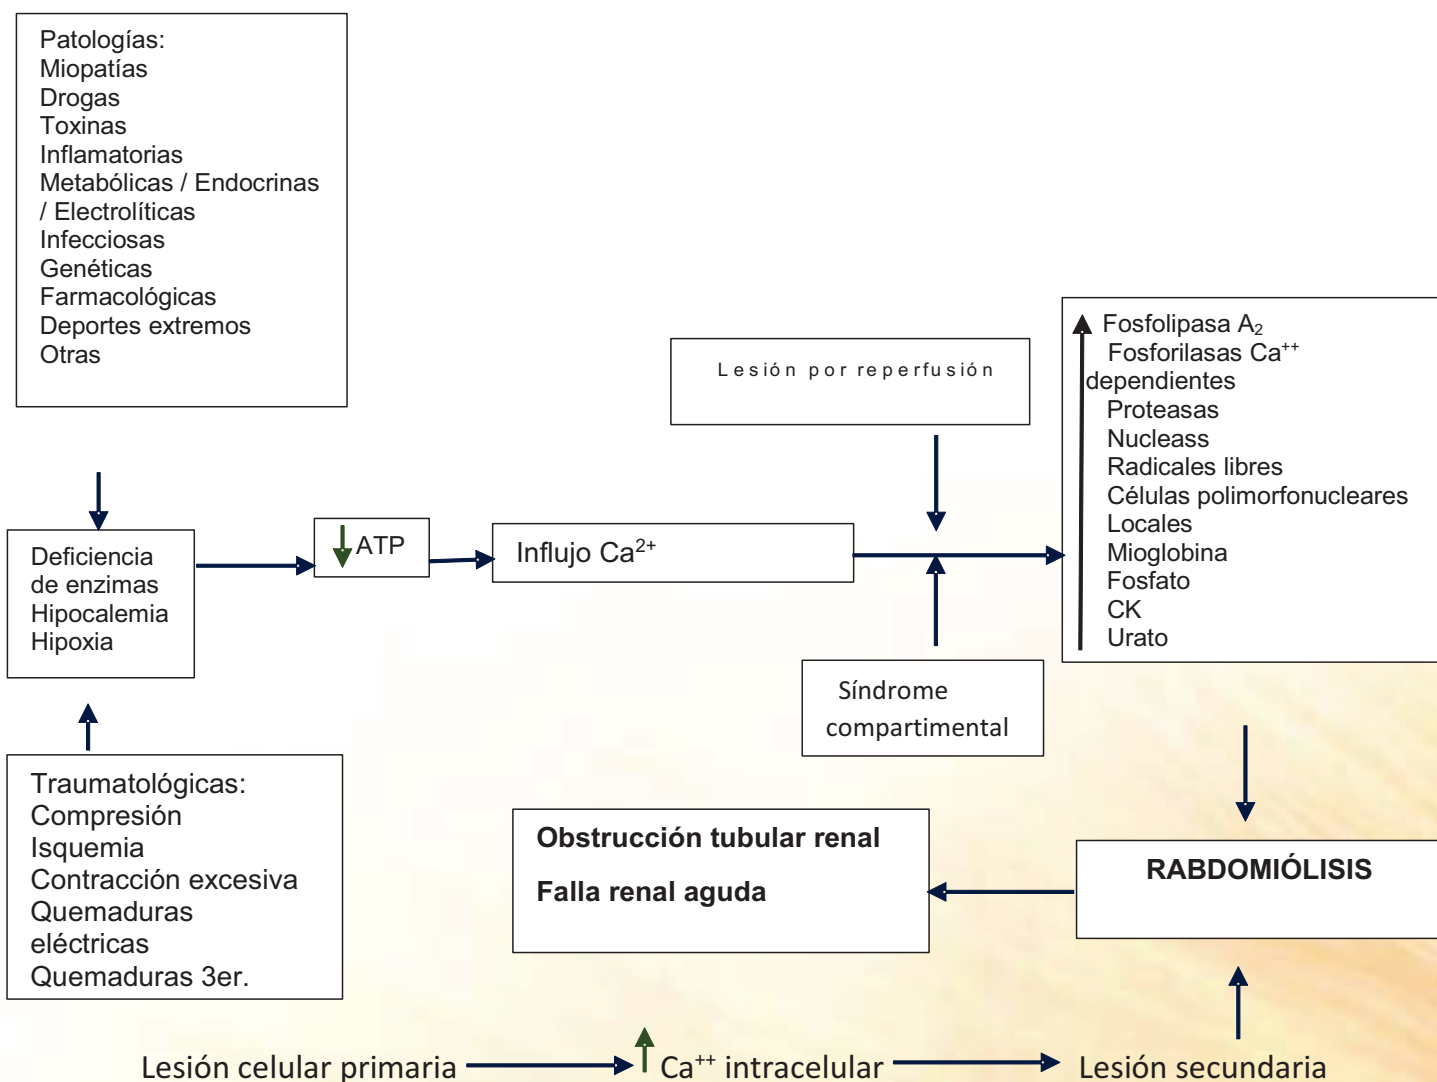 Patologías:
Miopatías
Drogas
Toxinas
Inflamatorias
Metabólicas / Endocrinas
/ Electrolíticas
Infecciosas
Genéticas
Farmacológicas
Deportes extremos
Otras
Lesión por reperfusión
Fosfolipasa A₂
Fosforilasas Ca⁺⁺
dependientes
Proteasas
Nucleass
Radicales libres
Células polimorfonucleares
Locales
Mioglobina
Fosfato
CK
Urato
Deficiencia
de enzimas
Hipocalemia
Hipoxia
ATP
Influjo Ca²⁺
Síndrome
compartimental
Traumatológicas:
Compresión
Isquemia
Contracción excesiva
Quemaduras
eléctricas
Quemaduras 3er.
Obstrucción tubular renal
Falla renal aguda
RABDOMIÓLISIS
Lesión celular primaria
Ca⁺⁺ intracelular
Lesión secundaria